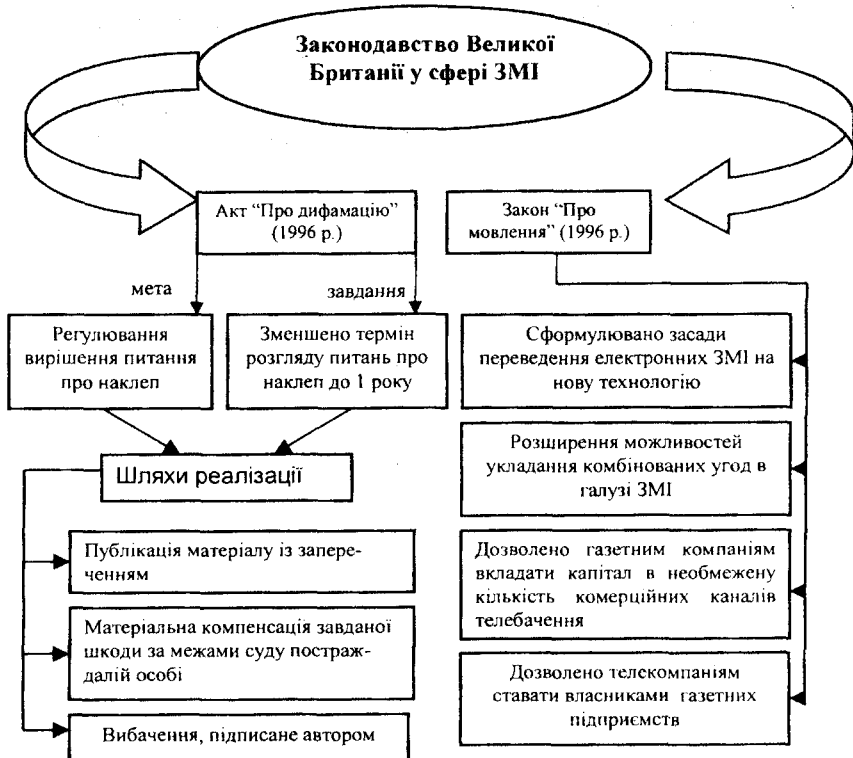 Законодавство Великої
Британії у сфері ЗМІ
Акт “Про дифамацію”
(1996 р.)
Закон “Про
мовлення” (1996 р.)
мета
завдання
Регулювання
вирішення питання
про наклеп
Зменшено термін
розгляду питань про
наклеп до 1 року
Шляхи реалізації
Публікація матеріалу із запере-
ченням
Матеріальна компенсація завданої
шкоди за межами суду постраж-
далій особі
Вибачення, підписане автором
Сформулювано засади
переведення електронних ЗМІ на
нову технологію
Розширення можливостей
укладання комбінованих угод в
галузі ЗМІ
Дозволено газетним компаніям
вкладати капітал в необмежену
кількість комерційних каналів
телебачення
Дозволено телекомпаніям
ставати власниками газетних
підприємств